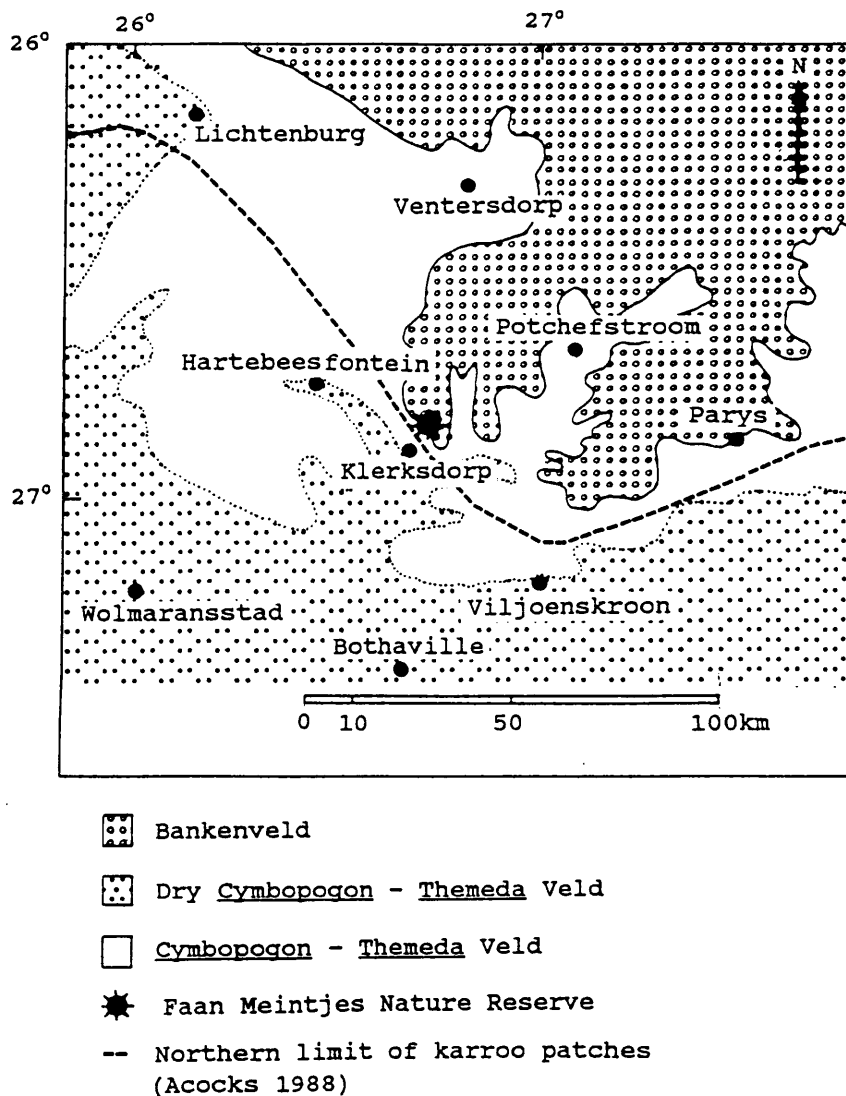 26° 27°
26°
N
Lichtenburg
Ventersdorp
Potchefstroom
Hartebeesfontein
Parys
Klerksdorp
27°
Wolmaransstad
Viljoenskroon
Bothaville
0 10 50 100km
Bankenveld
Dry Cymbopogon - Themeda Veld
Cymbopogon - Themeda Veld
Faan Meintjes Nature Reserve
-- Northern limit of karroo patches
(Acocks 1988)